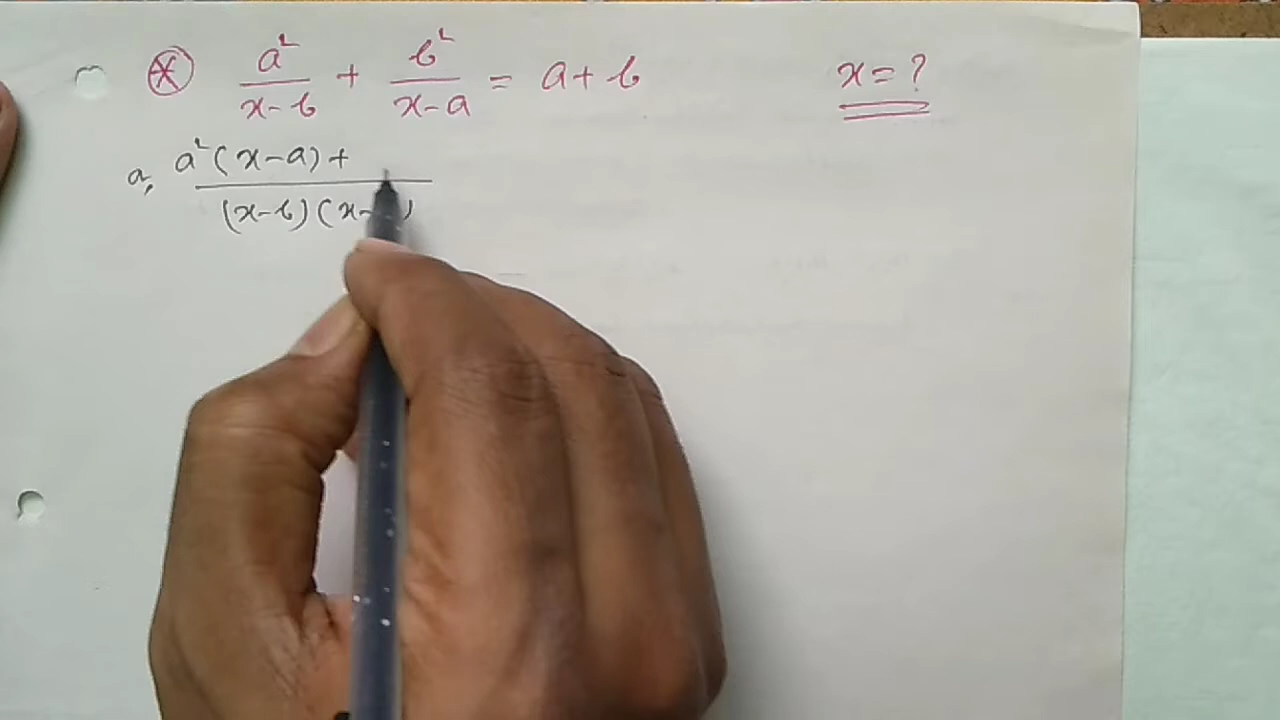 ⊛ a²/(x-b) + b²/(x-a) = a+b x=?
a, a²(x-a)+ / (x-b)(x- )